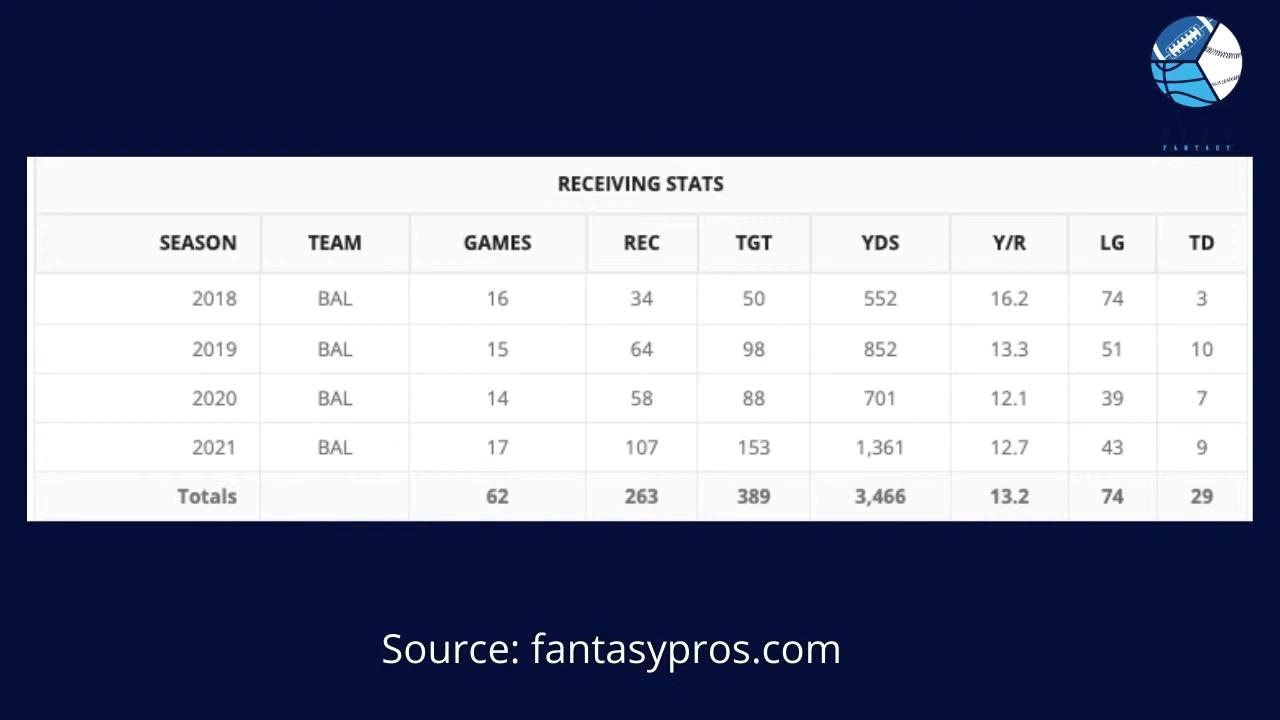 FANTASY
RECEIVING STATS
SEASON TEAM GAMES REC TGT YDS Y/R LG TD
2018 BAL 16 34 50 552 16.2 74 3
2019 BAL 15 64 98 852 13.3 51 10
2020 BAL 14 58 88 701 12.1 39 7
2021 BAL 17 107 153 1,361 12.7 43 9
Totals 62 263 389 3,466 13.2 74 29
Source: fantasypros.com